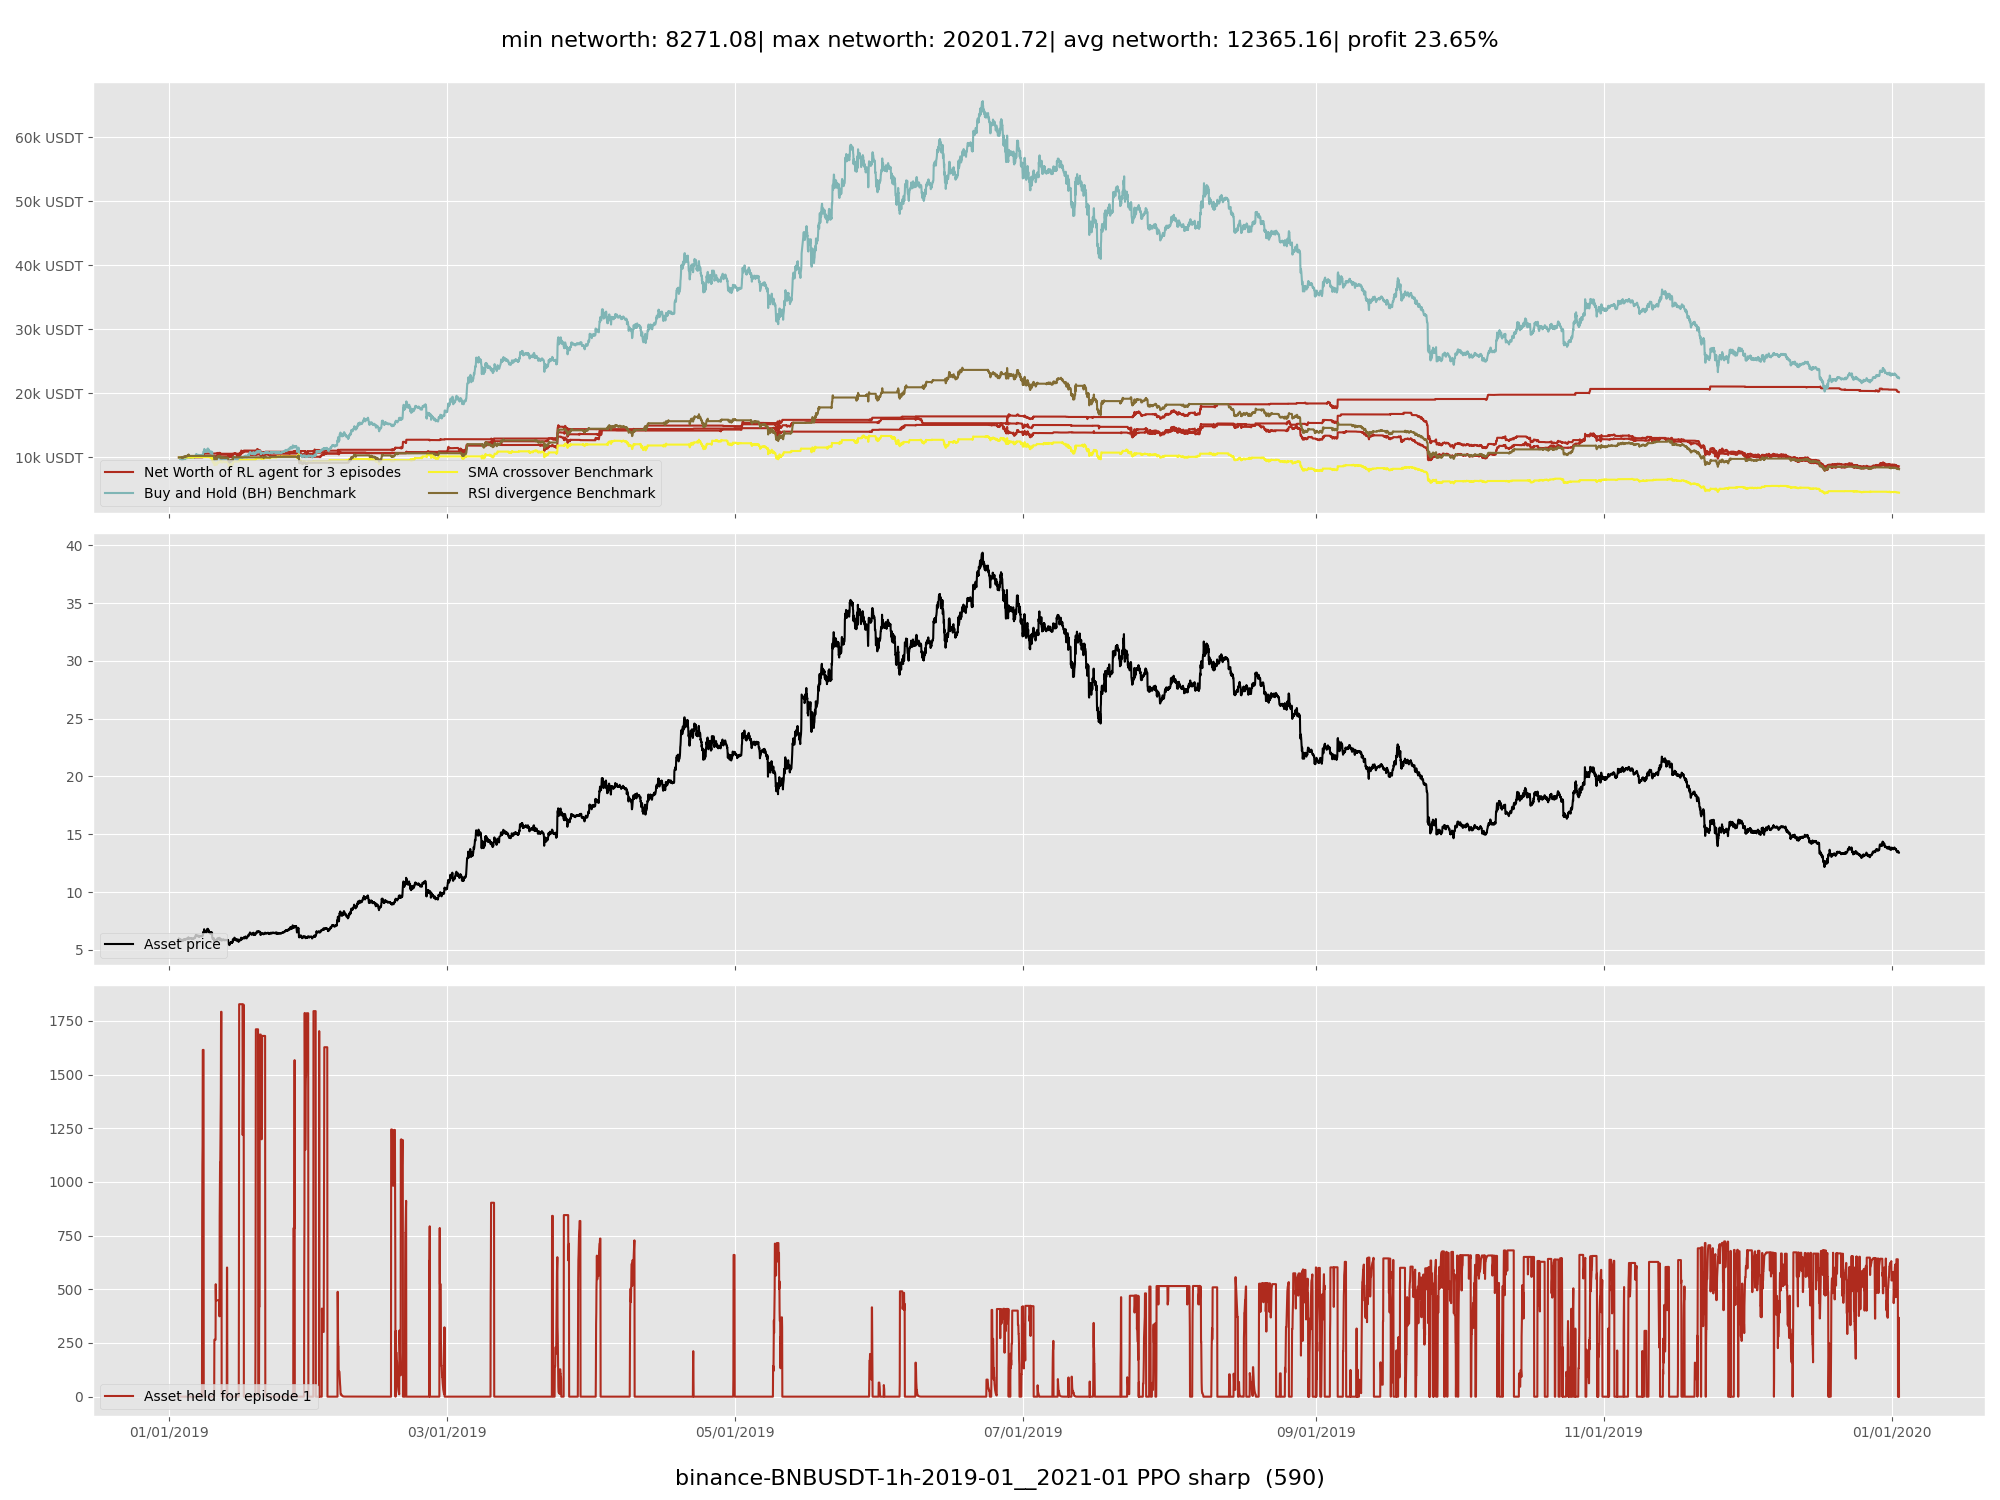 min networth: 8271.08| max networth: 20201.72| avg networth: 12365.16| profit 23.65%
60k USDT
50k USDT
40k USDT
30k USDT
20k USDT
10k USDT
Net Worth of RL agent for 3 episodes
Buy and Hold (BH) Benchmark
SMA crossover Benchmark
RSI divergence Benchmark
40
35
30
25
20
15
10
5
Asset price
1750
1500
1250
1000
750
500
250
0
Asset held for episode 1
01/01/2019 03/01/2019 05/01/2019 07/01/2019 09/01/2019 11/01/2019 01/01/2020
binance-BNBUSDT-1h-2019-01__2021-01 PPO sharp (590)